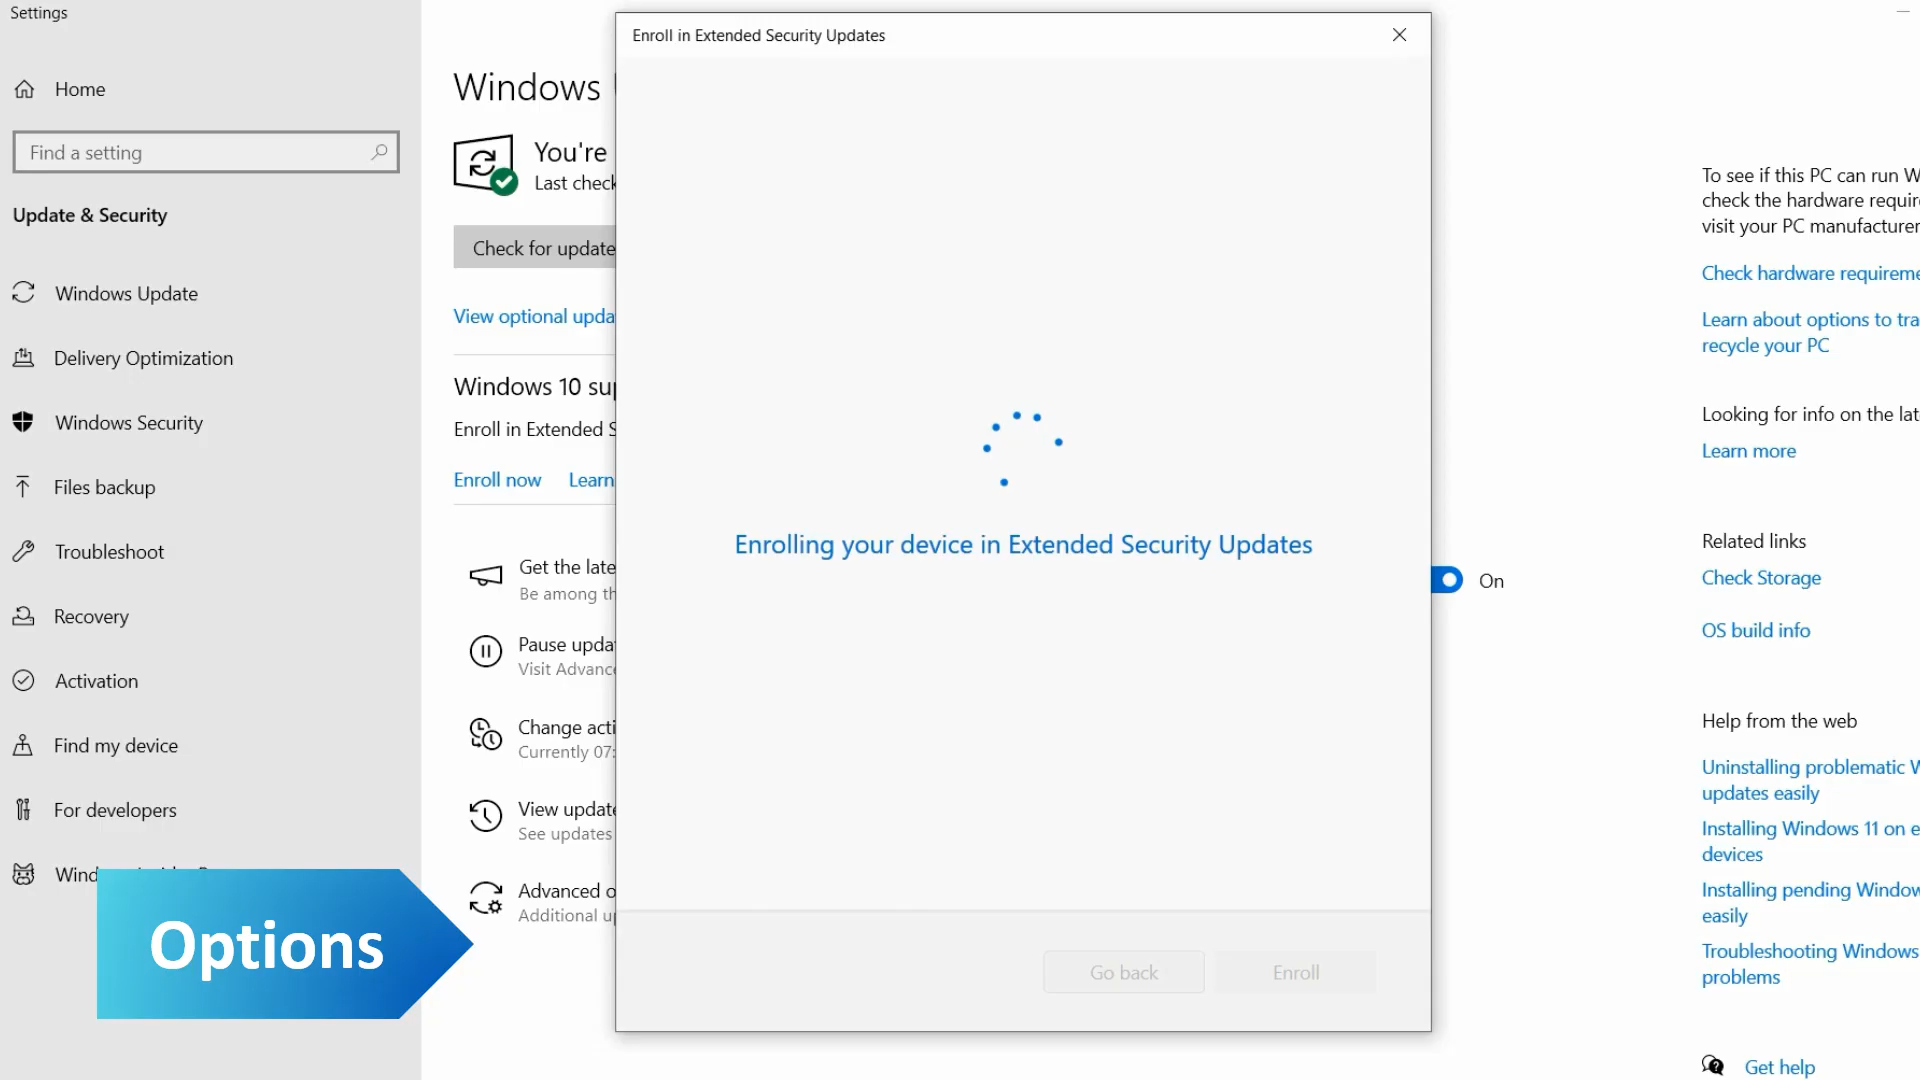 Settings
Home
Find a setting
Update & Security
Windows Update
Delivery Optimization
Windows Security
Files backup
Troubleshoot
Recovery
Activation
Find my device
For developers
Wind
Options
Windows
You're
Last check
Check for update
View optional upda
Windows 10 sup
Enroll in Extended S
Enroll now Learn
Get the late
Be among th
Pause updat
Visit Advance
Change acti
Currently 07:
View update
See updates
Advanced o
Additional up
Enroll in Extended Security Updates
Enrolling your device in Extended Security Updates
Go back Enroll
On
To see if this PC can run W
check the hardware require
visit your PC manufacturer
Check hardware requireme
Learn about options to tra
recycle your PC
Looking for info on the lat
Learn more
Related links
Check Storage
OS build info
Help from the web
Uninstalling problematic W
updates easily
Installing Windows 11 on e
devices
Installing pending Window
easily
Troubleshooting Windows
problems
Get help